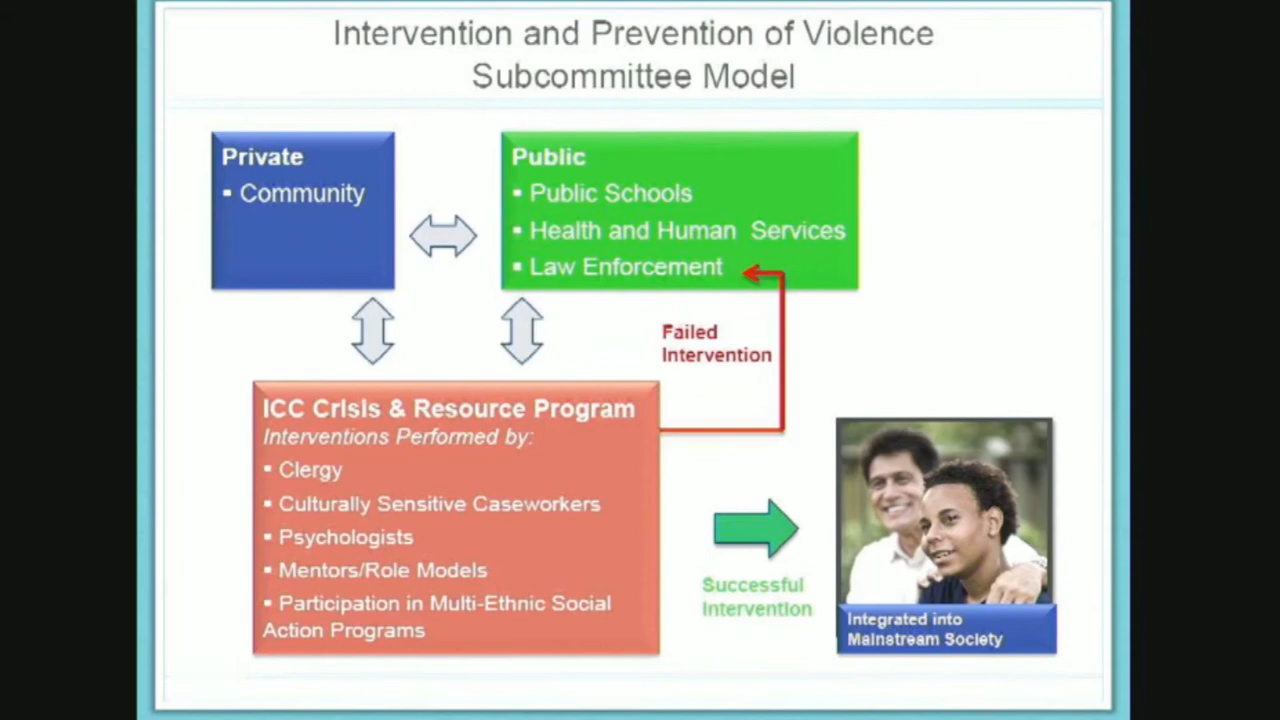 Intervention and Prevention of Violence
Subcommittee Model
Private
▪ Community
Public
▪ Public Schools
▪ Health and Human Services
▪ Law Enforcement
Failed
Intervention
ICC Crisis & Resource Program
Interventions Performed by:
▪ Clergy
▪ Culturally Sensitive Caseworkers
▪ Psychologists
▪ Mentors/Role Models
▪ Participation in Multi-Ethnic Social
Action Programs
Successful
Intervention
Integrated into
Mainstream Society